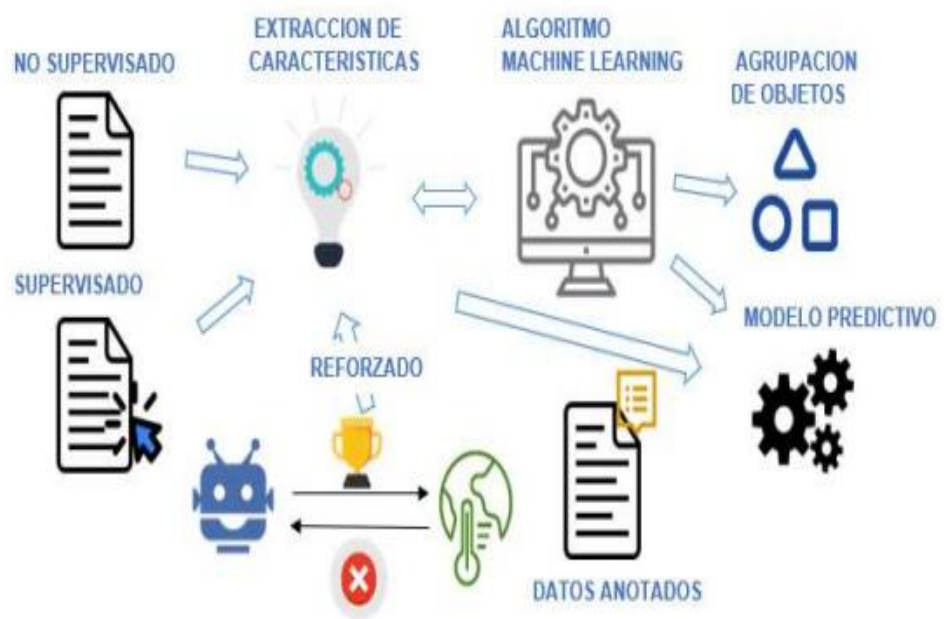 NO SUPERVISADO
EXTRACCION DE
CARACTERISTICAS
ALGORITMO
MACHINE LEARNING
AGRUPACION
DE OBJETOS
SUPERVISADO
MODELO PREDICTIVO
REFORZADO
DATOS ANOTADOS